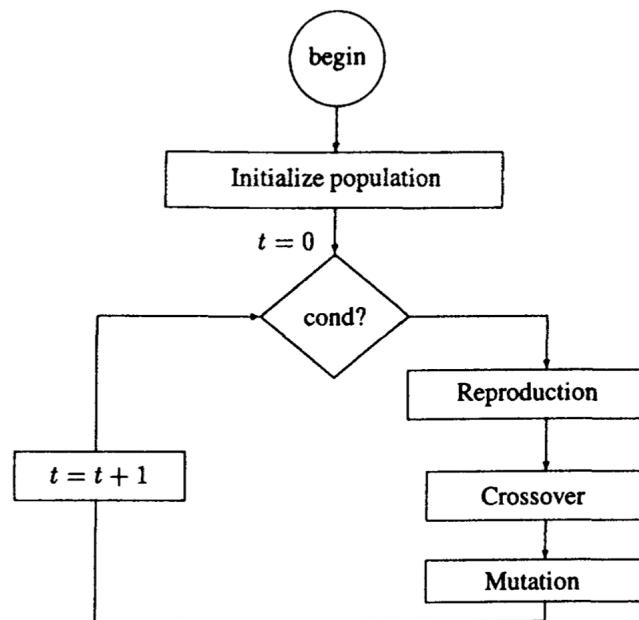 begin
Initialize population
t = 0
cond?
Reproduction
t = t + 1
Crossover
Mutation